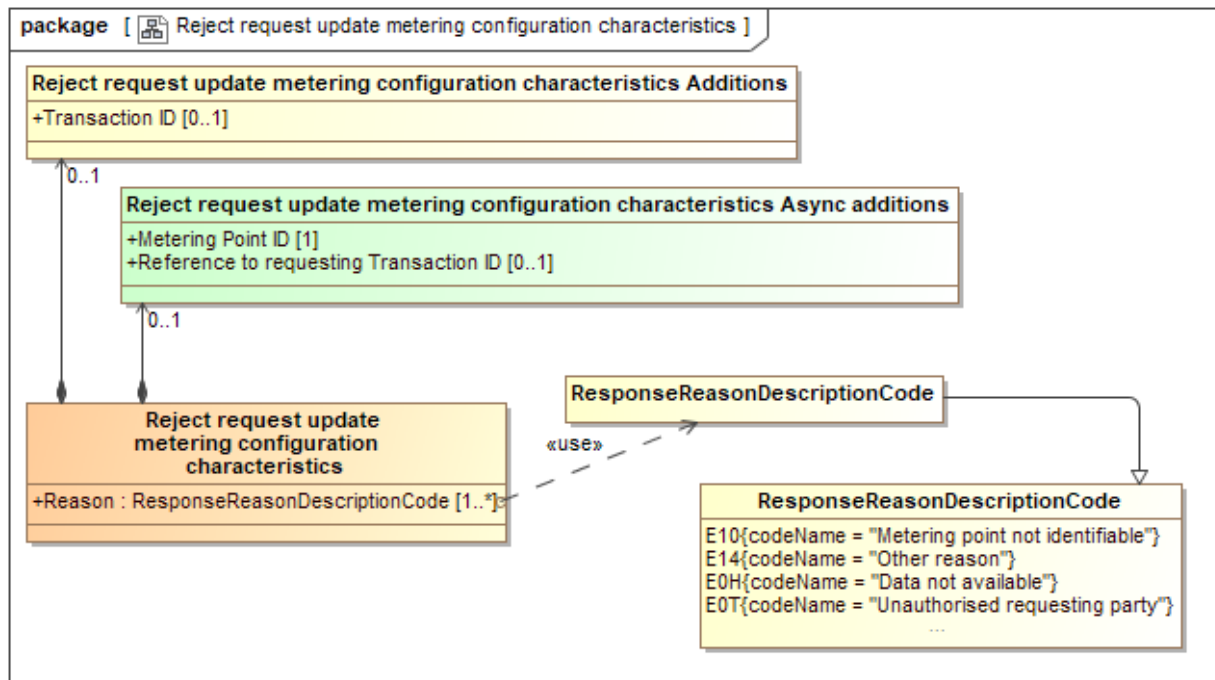 package [ Reject request update metering configuration characteristics ]
Reject request update metering configuration characteristics Additions
+Transaction ID [0..1]
0..1
Reject request update metering configuration characteristics Async additions
+Metering Point ID [1]
+Reference to requesting Transaction ID [0..1]
0..1
Reject request update
metering configuration
characteristics
+Reason : ResponseReasonDescriptionCode [1..*]
«use»
ResponseReasonDescriptionCode
ResponseReasonDescriptionCode
E10{codeName = "Metering point not identifiable"}
E14{codeName = "Other reason"}
E0H{codeName = "Data not available"}
E0T{codeName = "Unauthorised requesting party"}
...